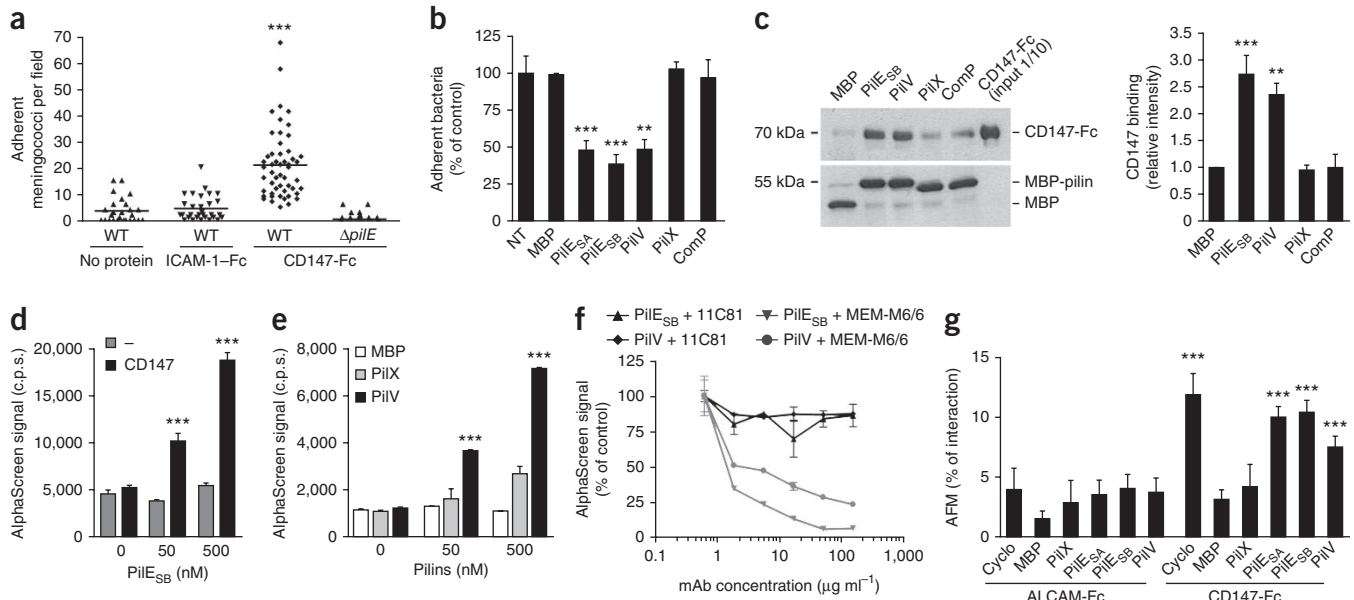 a
Adherent
meningococci per field
70
60
50
40
30
20
10
0
***
WT
WT
WT
ΔpilE
No protein
ICAM-1–Fc
CD147-Fc
b
Adherent bacteria
(% of control)
125
100
75
50
25
0
***
***
**
NT
MBP
PilE_SA
PilE_SB
PilV
PilX
ComP
c
MBP
PilE_SB
PilV
PilX
ComP
CD147-Fc
(input 1/10)
70 kDa
CD147-Fc
55 kDa
MBP-pilin
MBP
CD147 binding
(relative intensity)
3.5
3.0
2.5
2.0
1.5
1.0
0.5
0
***
**
MBP
PilE_SB
PilV
PilX
ComP
d
AlphaScreen signal (c.p.s.)
20,000
15,000
10,000
5,000
0
–
CD147
***
***
0
50
500
PilE_SB (nM)
e
AlphaScreen signal (c.p.s.)
8,000
6,000
4,000
2,000
0
MBP
PilX
PilV
***
***
0
50
500
Pilins (nM)
f
PilE_SB + 11C81
PilE_SB + MEM-M6/6
PilV + 11C81
PilV + MEM-M6/6
AlphaScreen signal
(% of control)
125
100
75
50
25
0
0.1
1
10
100
1,000
mAb concentration (µg ml⁻¹)
g
AFM (% of interaction)
15
10
5
0
***
***
***
***
Cyclo
MBP
PilX
PilE_SA
PilE_SB
PilV
Cyclo
MBP
PilX
PilE_SA
PilE_SB
PilV
ALCAM-Fc
CD147-Fc